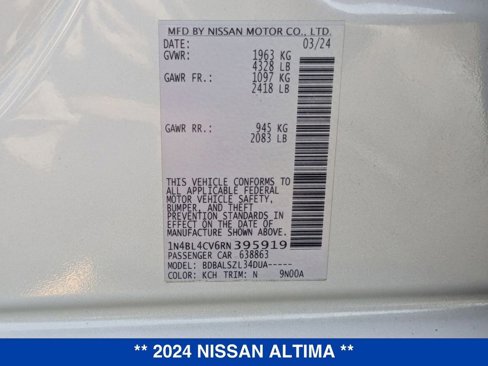 MFD BY NISSAN MOTOR CO., LTD.
DATE: 03/24
GVWR: 1963 KG
4328 LB
GAWR FR.: 1097 KG
2418 LB
GAWR RR.: 945 KG
2083 LB
THIS VEHICLE CONFORMS TO
ALL APPLICABLE FEDERAL
MOTOR VEHICLE SAFETY,
BUMPER, AND THEFT
PREVENTION STANDARDS IN
EFFECT ON THE DATE OF
MANUFACTURE SHOWN ABOVE.
1N4BL4CV6RN395919
PASSENGER CAR 638863
MODEL: BDBALSZL34DUA-----
COLOR: KCH TRIM: N 9N00A
** 2024 NISSAN ALTIMA **